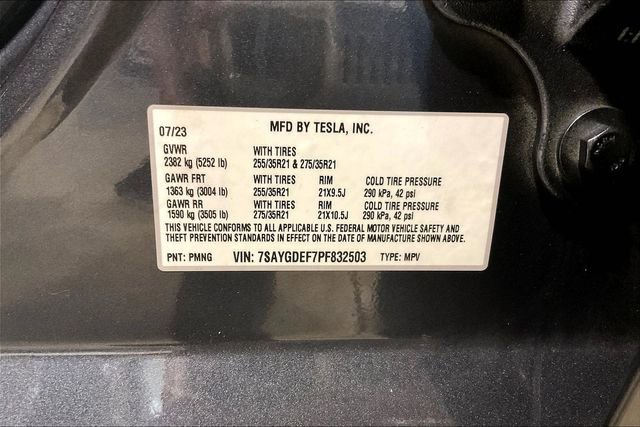 07/23 MFD BY TESLA, INC.
GVWR WITH TIRES
2382 kg (5252 lb) 255/35R21 & 275/35R21
GAWR FRT WITH TIRES RIM COLD TIRE PRESSURE
1363 kg (3004 lb) 255/35R21 21X9.5J 290 kPa, 42 psi
GAWR RR WITH TIRES RIM COLD TIRE PRESSURE
1590 kg (3505 lb) 275/35R21 21X10.5J 290 kPa, 42 psi
THIS VEHICLE CONFORMS TO ALL APPLICABLE U.S. FEDERAL MOTOR VEHICLE SAFETY AND
THEFT PREVENTION STANDARDS IN EFFECT ON THE DATE OF MANUFACTURE SHOWN ABOVE.
PNT: PMNG VIN: 7SAYGDEF7PF832503 TYPE: MPV